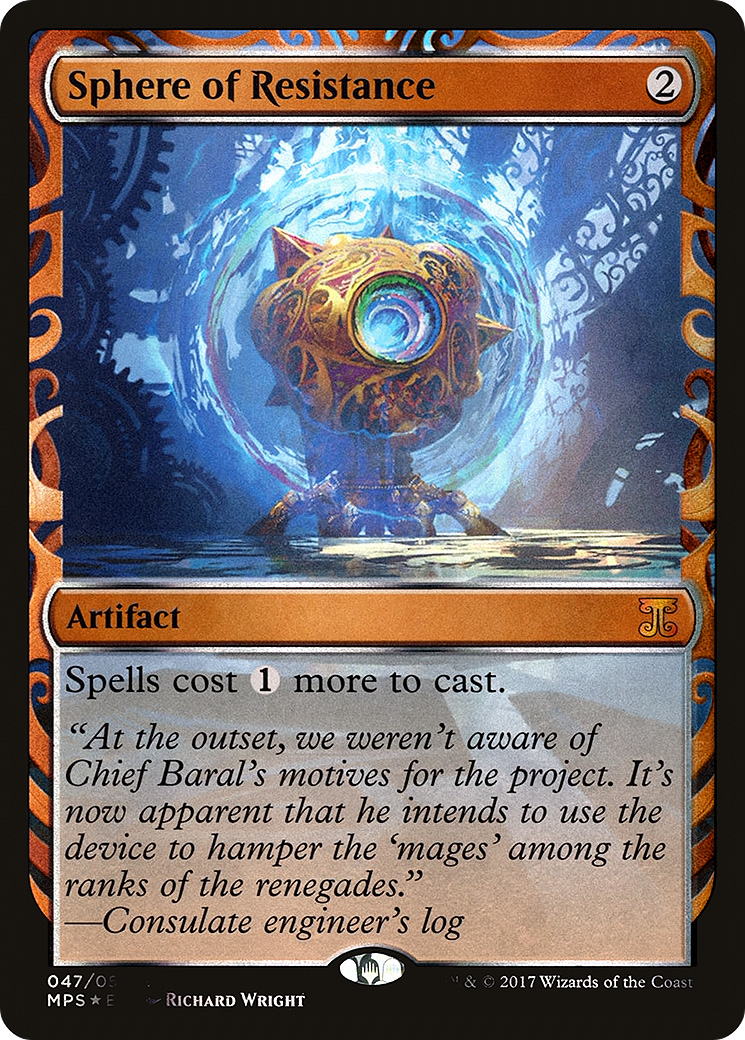 Sphere of Resistance 2
Artifact
Spells cost 1 more to cast.
“At the outset, we weren’t aware of
Chief Baral’s motives for the project. It’s
now apparent that he intends to use the
device to hamper the ‘mages’ among the
ranks of the renegades.”
—Consulate engineer’s log
047/05
MPS★E RICHARD WRIGHT
™ & © 2017 Wizards of the Coast